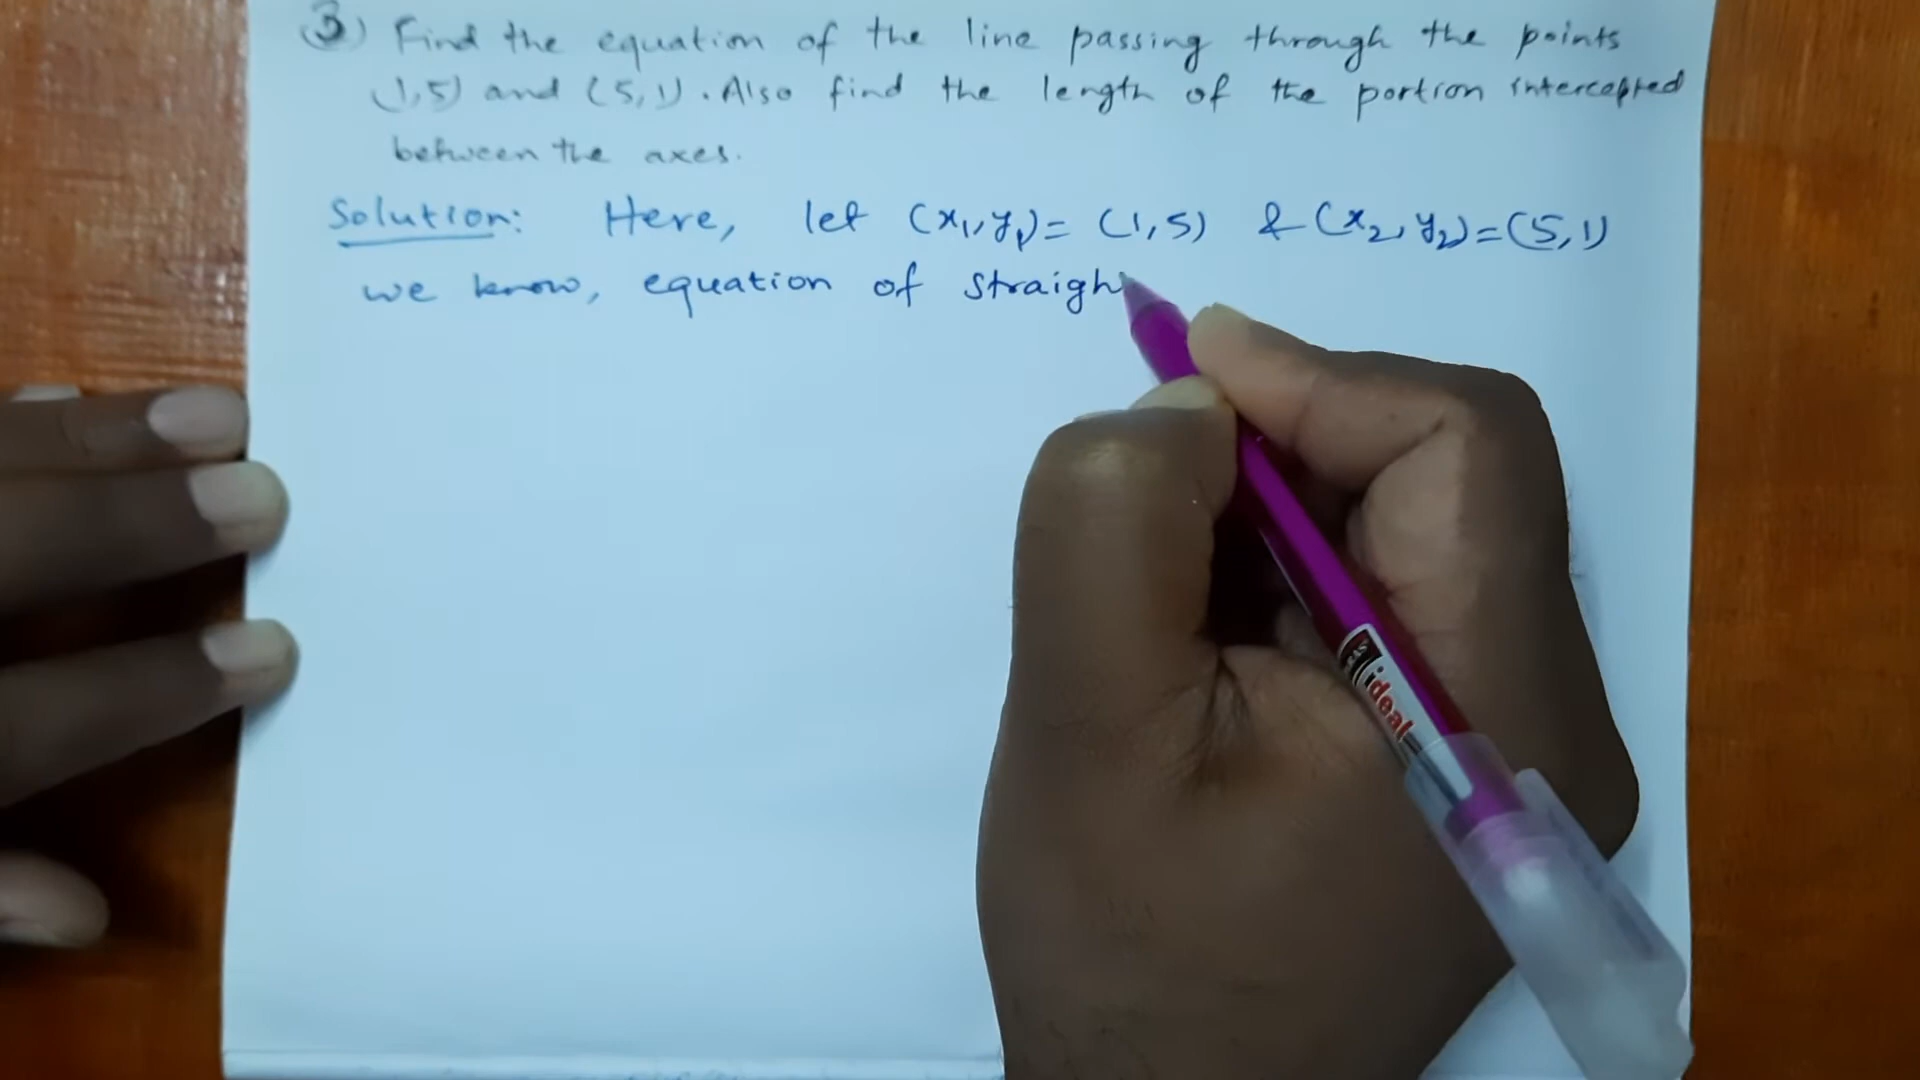 3) Find the equation of the line passing through the points
(1,5) and (5,1). Also find the length of the portion intercepted
between the axes.
Solution: Here, let (x₁,y₁)= (1,5) & (x₂,y₂)=(5,1)
we know, equation of straigh
ideal